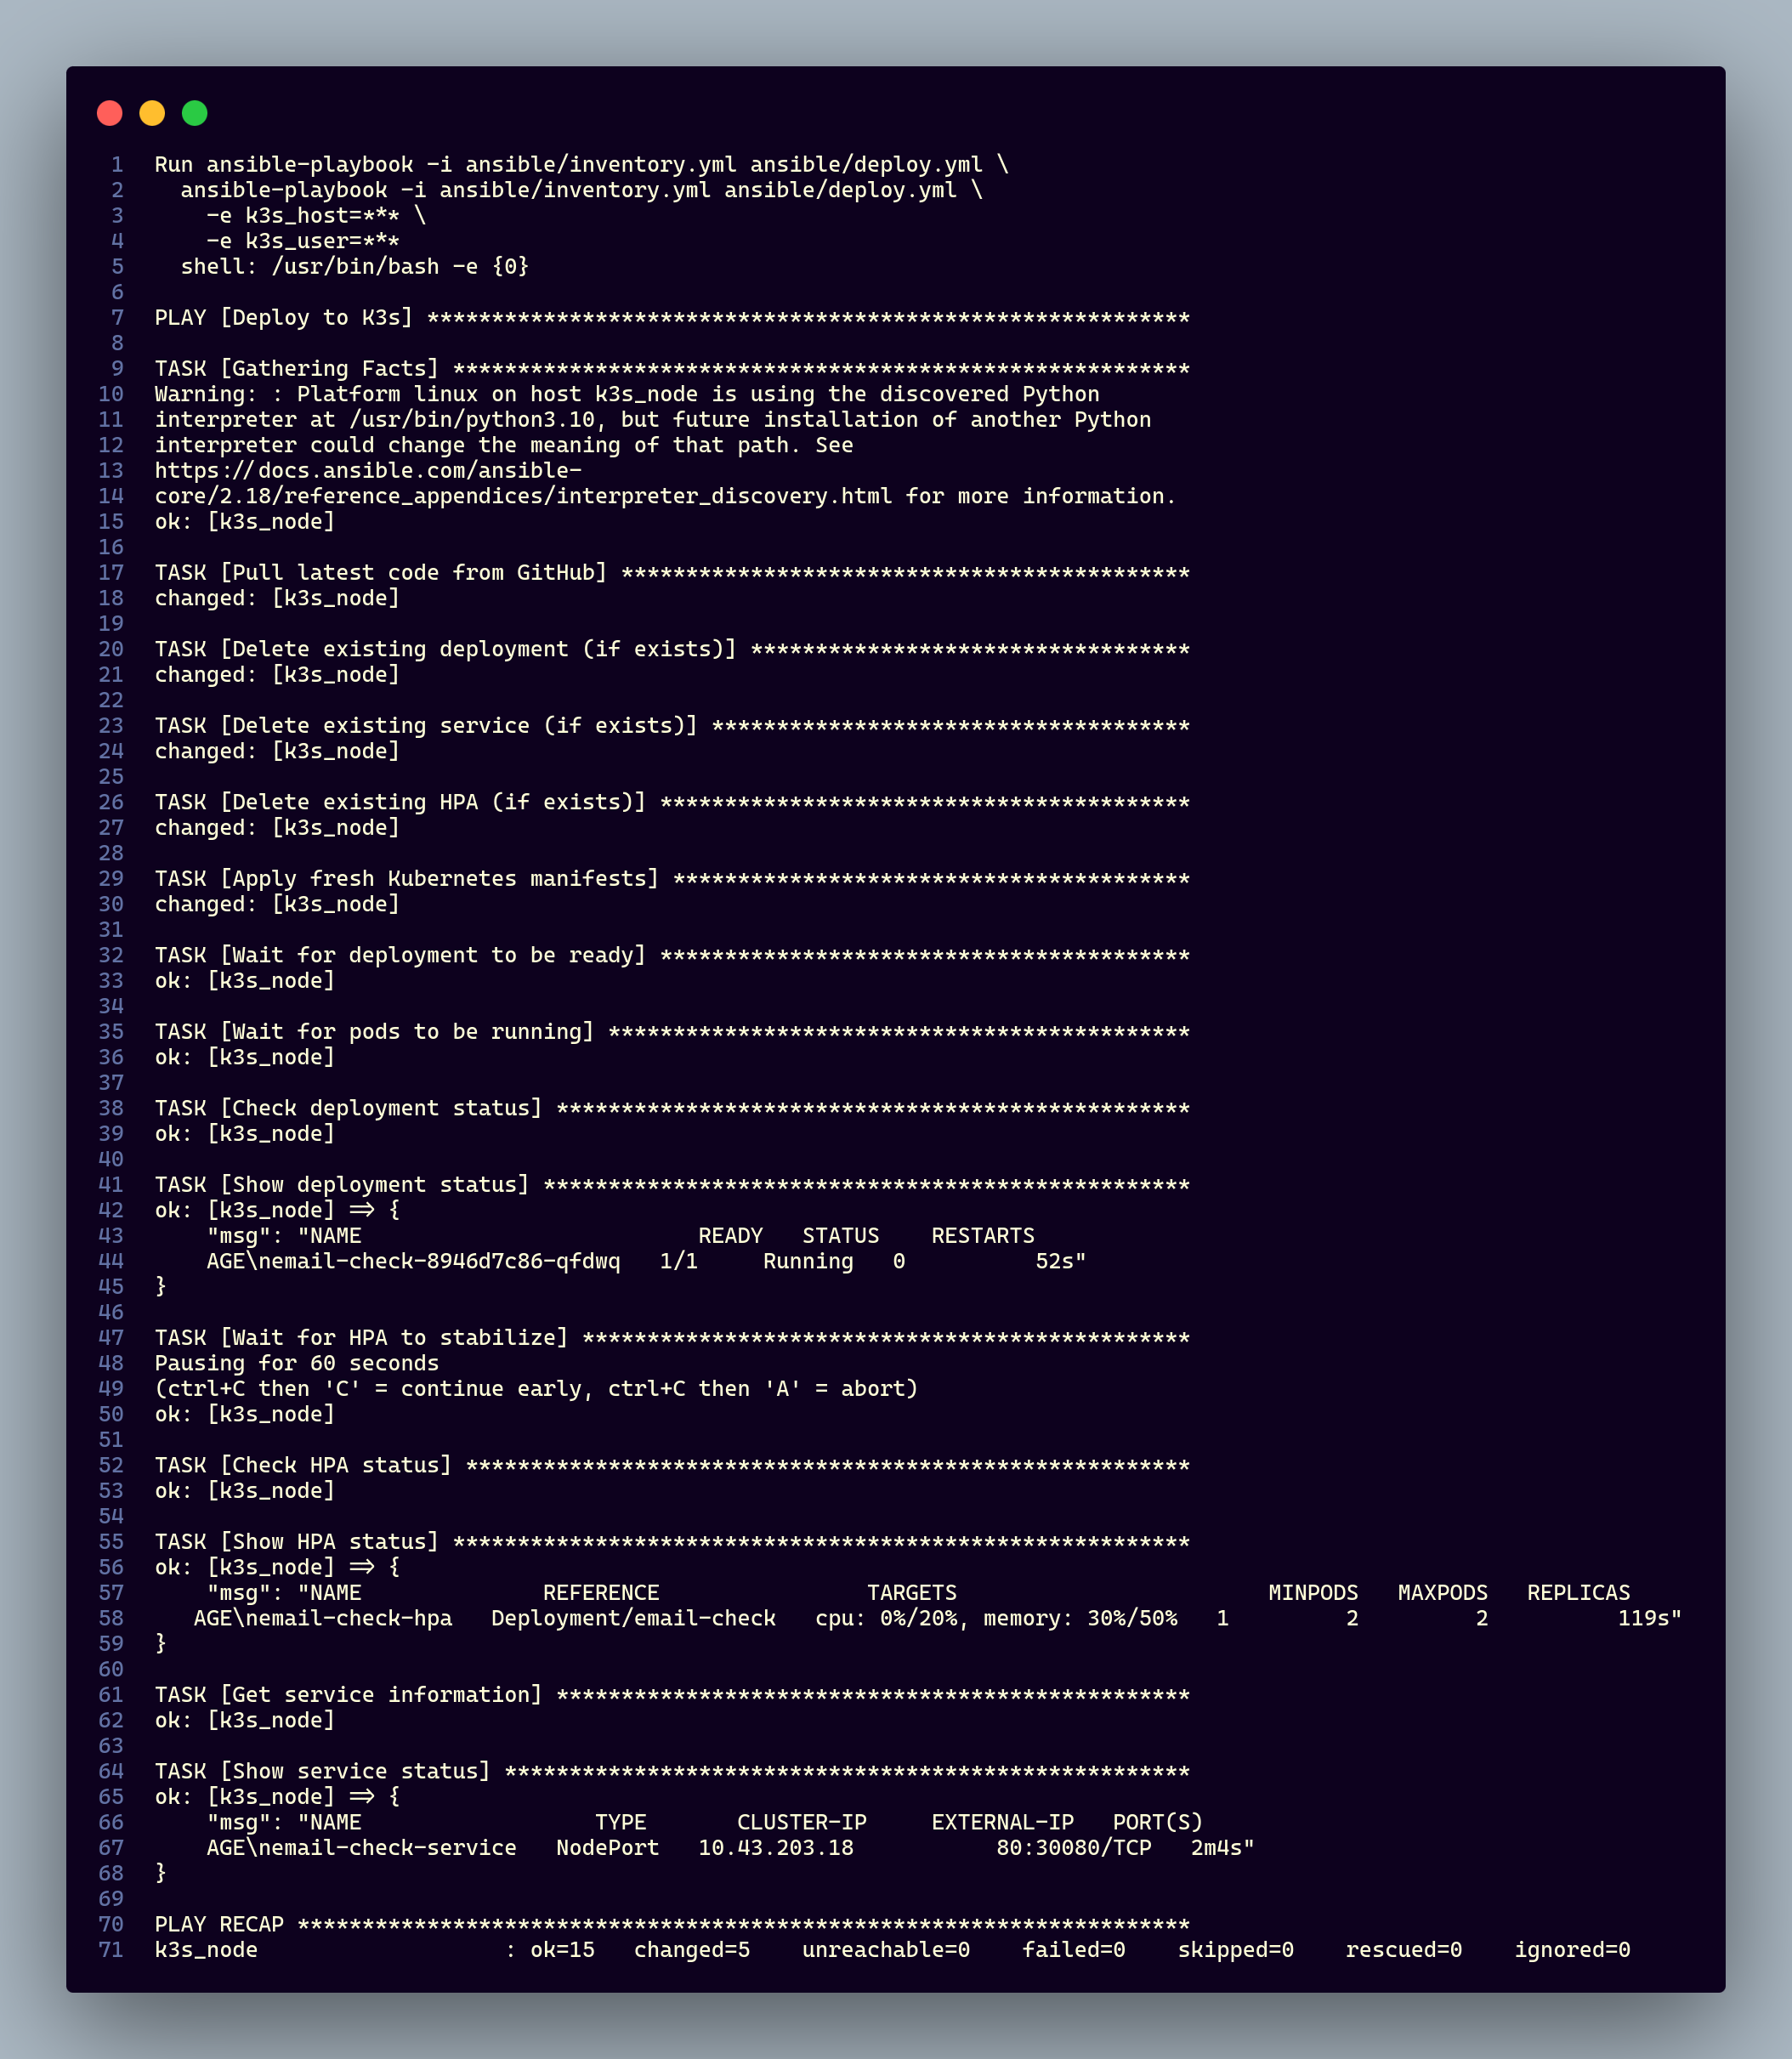 1 Run ansible-playbook -i ansible/inventory.yml ansible/deploy.yml \
2 ansible-playbook -i ansible/inventory.yml ansible/deploy.yml \
3 -e k3s_host=*** \
4 -e k3s_user=***
5 shell: /usr/bin/bash -e {0}
6
7 PLAY [Deploy to K3s] ***********************************************************
8
9 TASK [Gathering Facts] *********************************************************
10 Warning: : Platform linux on host k3s_node is using the discovered Python
11 interpreter at /usr/bin/python3.10, but future installation of another Python
12 interpreter could change the meaning of that path. See
13 https://docs.ansible.com/ansible-
14 core/2.18/reference_appendices/interpreter_discovery.html for more information.
15 ok: [k3s_node]
16
17 TASK [Pull latest code from GitHub] ********************************************
18 changed: [k3s_node]
19
20 TASK [Delete existing deployment (if exists)] **********************************
21 changed: [k3s_node]
22
23 TASK [Delete existing service (if exists)] *************************************
24 changed: [k3s_node]
25
26 TASK [Delete existing HPA (if exists)] *****************************************
27 changed: [k3s_node]
28
29 TASK [Apply fresh Kubernetes manifests] ****************************************
30 changed: [k3s_node]
31
32 TASK [Wait for deployment to be ready] *****************************************
33 ok: [k3s_node]
34
35 TASK [Wait for pods to be running] *********************************************
36 ok: [k3s_node]
37
38 TASK [Check deployment status] *************************************************
39 ok: [k3s_node]
40
41 TASK [Show deployment status] **************************************************
42 ok: [k3s_node] => {
43 "msg": "NAME                          READY   STATUS    RESTARTS
44 AGE\nemail-check-8946d7c86-qfdwq   1/1     Running   0          52s"
45 }
46
47 TASK [Wait for HPA to stabilize] ***********************************************
48 Pausing for 60 seconds
49 (ctrl+C then 'C' = continue early, ctrl+C then 'A' = abort)
50 ok: [k3s_node]
51
52 TASK [Check HPA status] ********************************************************
53 ok: [k3s_node]
54
55 TASK [Show HPA status] *********************************************************
56 ok: [k3s_node] => {
57 "msg": "NAME              REFERENCE                TARGETS                        MINPODS   MAXPODS   REPLICAS
58 AGE\nemail-check-hpa   Deployment/email-check   cpu: 0%/20%, memory: 30%/50%   1         2         2          119s"
59 }
60
61 TASK [Get service information] *************************************************
62 ok: [k3s_node]
63
64 TASK [Show service status] *****************************************************
65 ok: [k3s_node] => {
66 "msg": "NAME                  TYPE       CLUSTER-IP     EXTERNAL-IP   PORT(S)
67 AGE\nemail-check-service   NodePort   10.43.203.18           80:30080/TCP   2m4s"
68 }
69
70 PLAY RECAP *********************************************************************
71 k3s_node                   : ok=15   changed=5    unreachable=0    failed=0    skipped=0    rescued=0    ignored=0